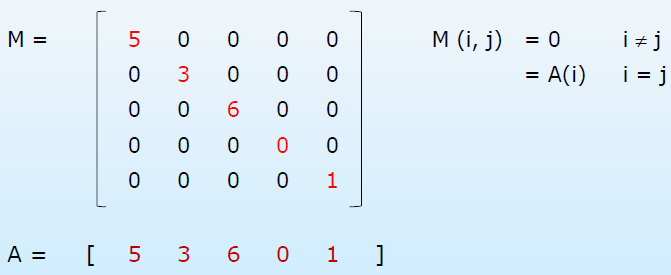 M = 5 0 0 0 0 M (i, j) = 0 i ≠ j
0 3 0 0 0 = A(i) i = j
0 0 6 0 0
0 0 0 0 0
0 0 0 0 1
A = [ 5 3 6 0 1 ]